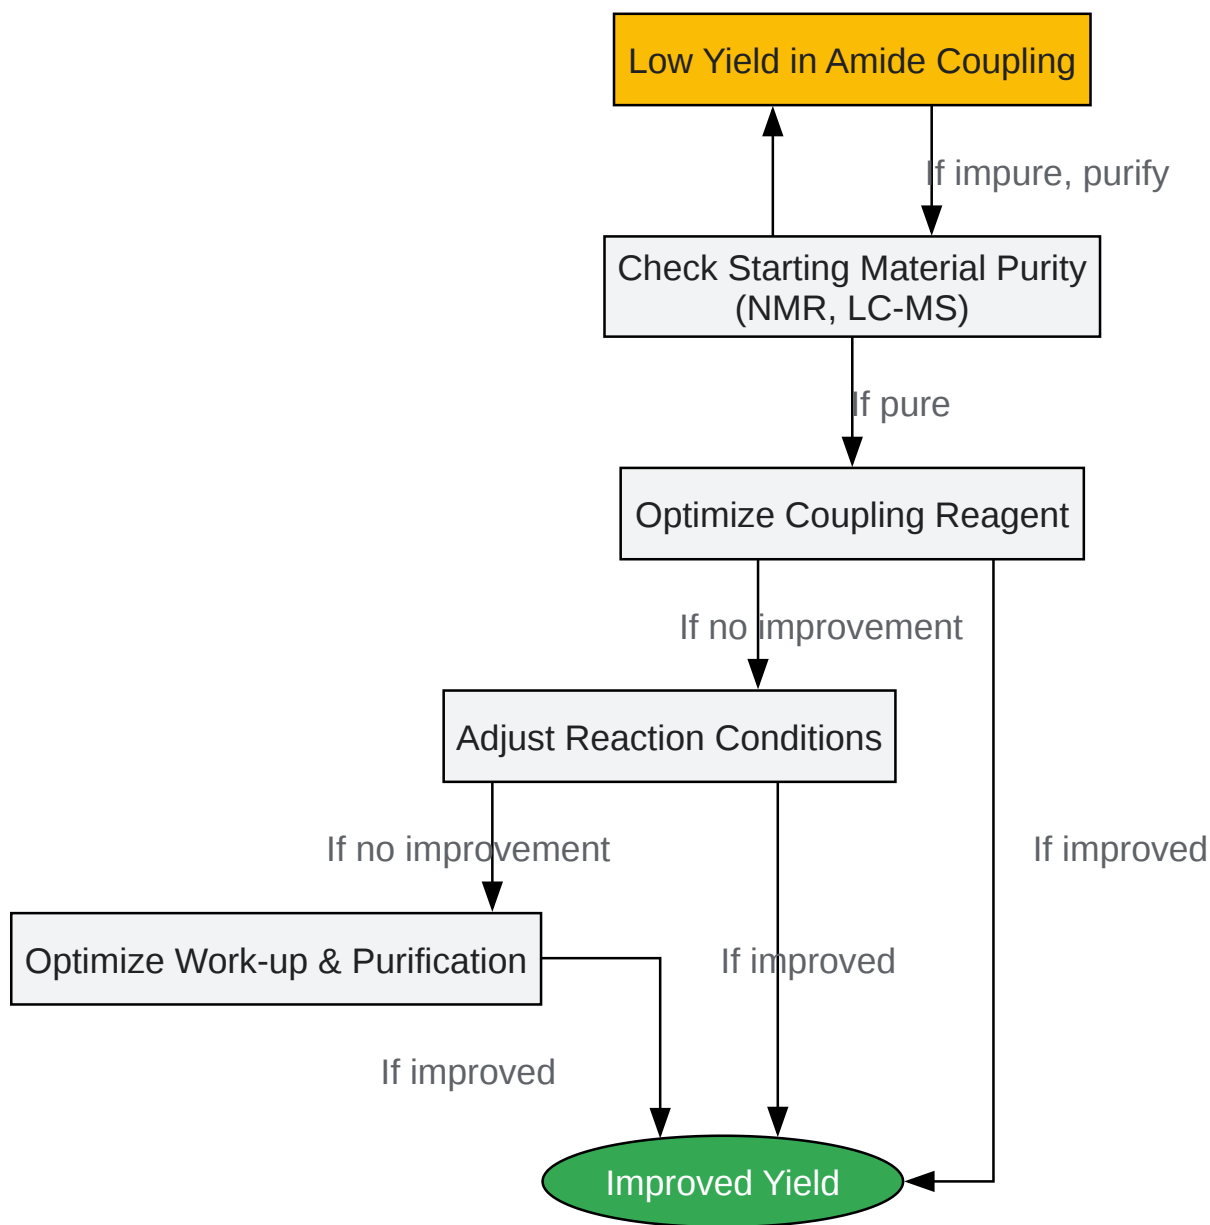 Low Yield in Amide Coupling
If impure, purify
Check Starting Material Purity
(NMR, LC-MS)
If pure
Optimize Coupling Reagent
If no improvement
Adjust Reaction Conditions
If no improvement
If improved
Optimize Work-up & Purification
If improved
If improved
Improved Yield